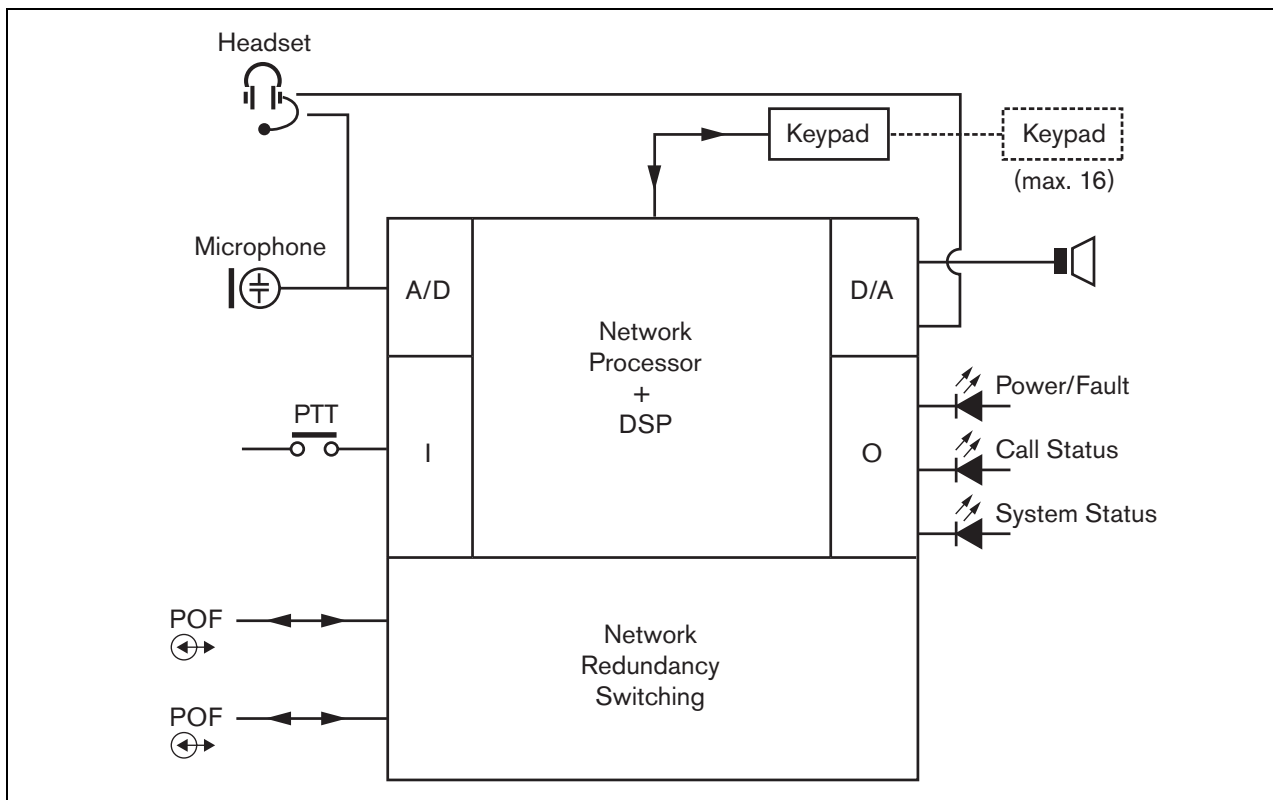 Headset
Keypad
Keypad
(max. 16)
Microphone
A/D
D/A
Network
Processor
+
DSP
PTT
I
O
Power/Fault
Call Status
System Status
POF
POF
Network
Redundancy
Switching